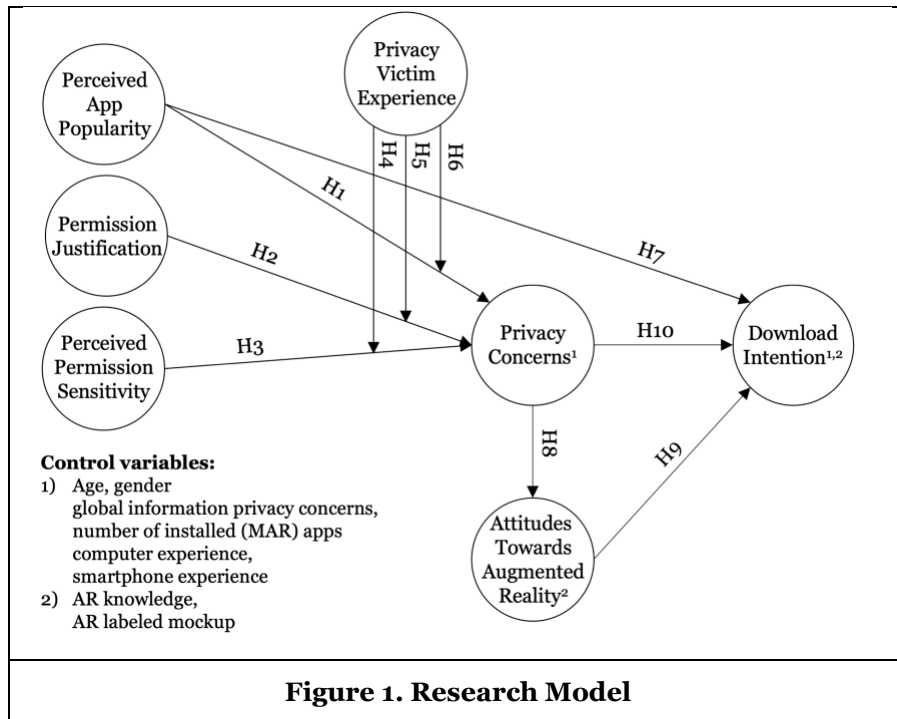 Perceived
App
Popularity
Privacy
Victim
Experience
H4
H5
H6
H1
Permission
Justification
H2
H7
Perceived
Permission
Sensitivity
H3
Privacy
Concerns¹
H10
Download
Intention¹,²
H8
H9
Attitudes
Towards
Augmented
Reality²
Control variables:
1) Age, gender
global information privacy concerns,
number of installed (MAR) apps
computer experience,
smartphone experience
2) AR knowledge,
AR labeled mockup
Figure 1. Research Model